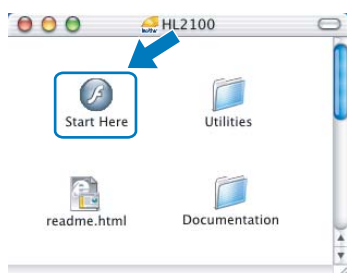 HL2100
Start Here
Utilities
readme.html
Documentation